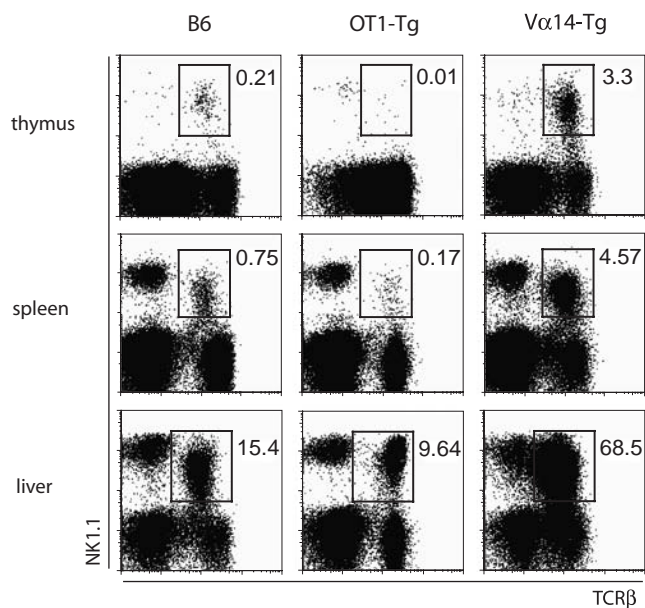 B6 OT1-Tg Vα14-Tg
thymus 0.21 0.01 3.3
spleen 0.75 0.17 4.57
liver 15.4 9.64 68.5
NK1.1
TCRβ